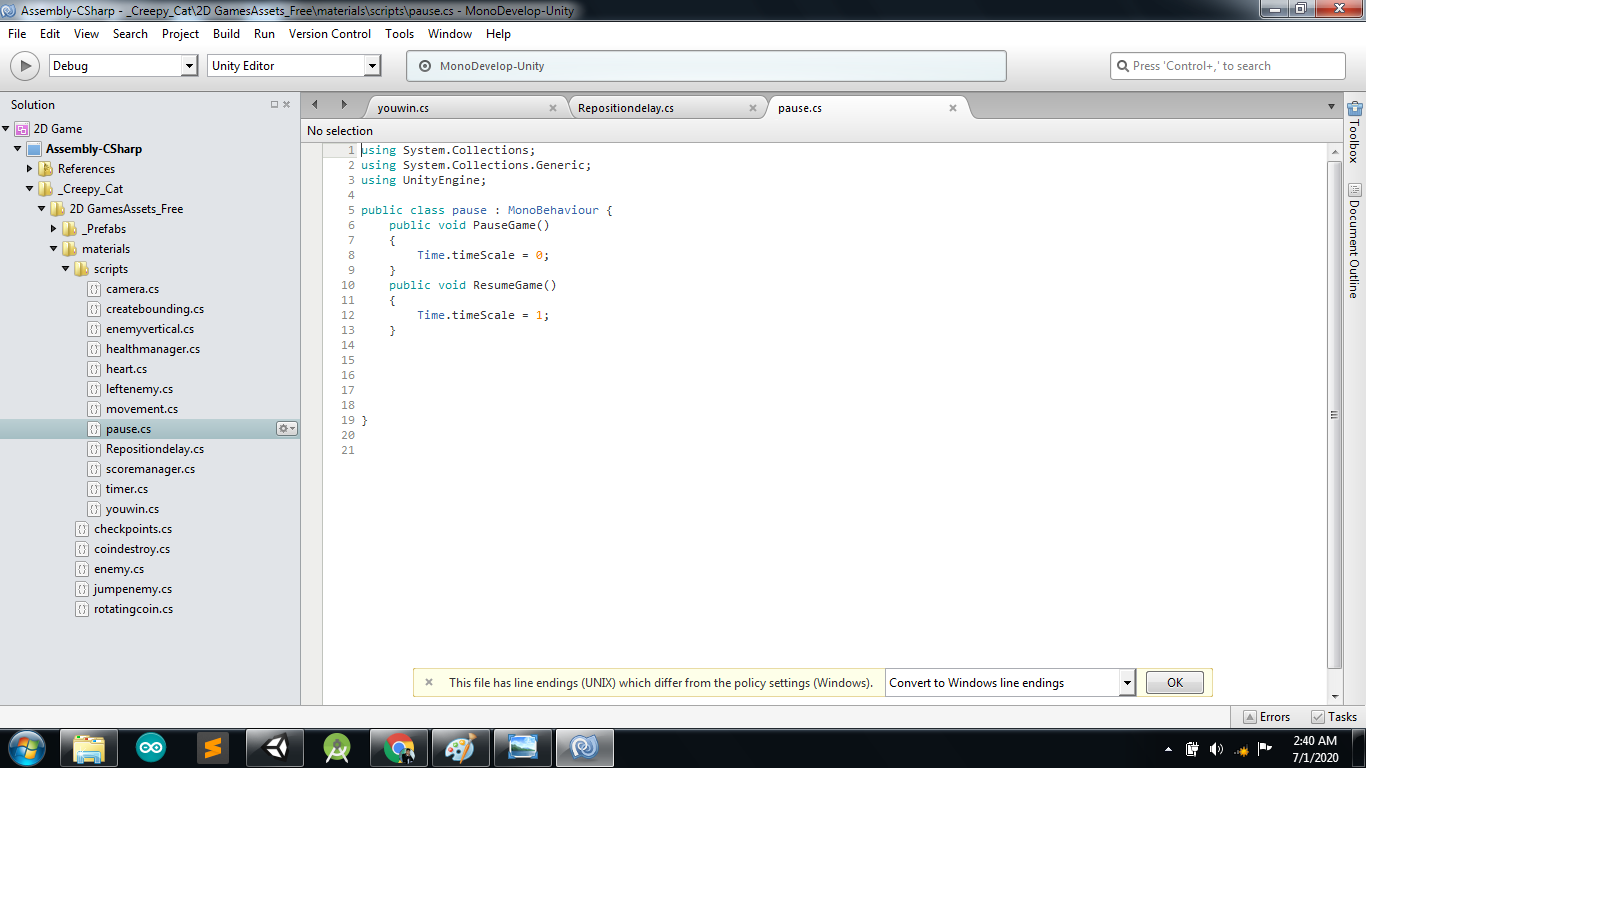 Assembly-CSharp - _Creepy_Cat\2D GamesAssets_Free\materials\scripts\pause.cs - MonoDevelop-Unity
File Edit View Search Project Build Run Version Control Tools Window Help
Debug Unity Editor MonoDevelop-Unity Press 'Control+,' to search
Solution
2D Game
Assembly-CSharp
References
_Creepy_Cat
2D GamesAssets_Free
_Prefabs
materials
scripts
camera.cs
createbounding.cs
enemyvertical.cs
healthmanager.cs
heart.cs
leftenemy.cs
movement.cs
pause.cs
Repositiondelay.cs
scoremanager.cs
timer.cs
youwin.cs
checkpoints.cs
coindestroy.cs
enemy.cs
jumpenemy.cs
rotatingcoin.cs
youwin.cs Repositiondelay.cs pause.cs
No selection
1 using System.Collections;
2 using System.Collections.Generic;
3 using UnityEngine;
4
5 public class pause : MonoBehaviour {
6 public void PauseGame()
7 {
8 Time.timeScale = 0;
9 }
10 public void ResumeGame()
11 {
12 Time.timeScale = 1;
13 }
14
15
16
17
18
19 }
20
21
Toolbox
Document Outline
This file has line endings (UNIX) which differ from the policy settings (Windows). Convert to Windows line endings OK
Errors Tasks
2:40 AM
7/1/2020